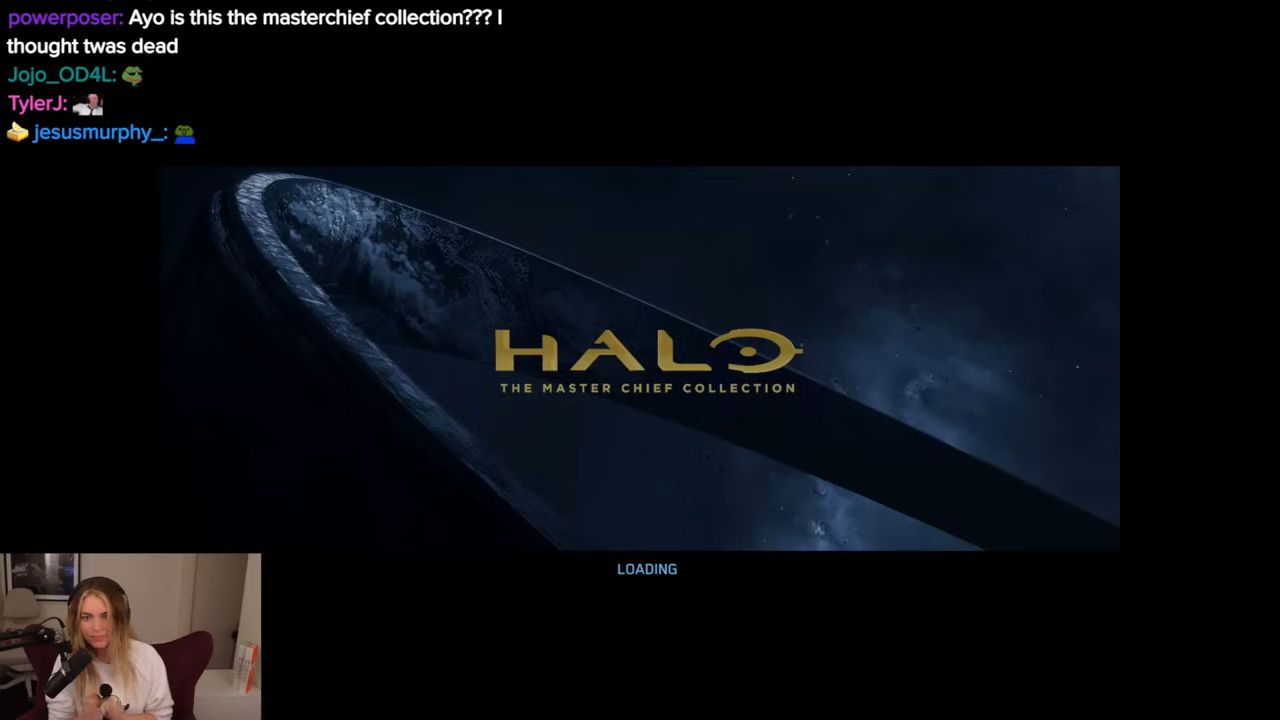 powerposer: Ayo is this the masterchief collection??? I
thought twas dead
Jojo_OD4L:
TylerJ:
jesusmurphy_:
HALO
THE MASTER CHIEF COLLECTION
LOADING